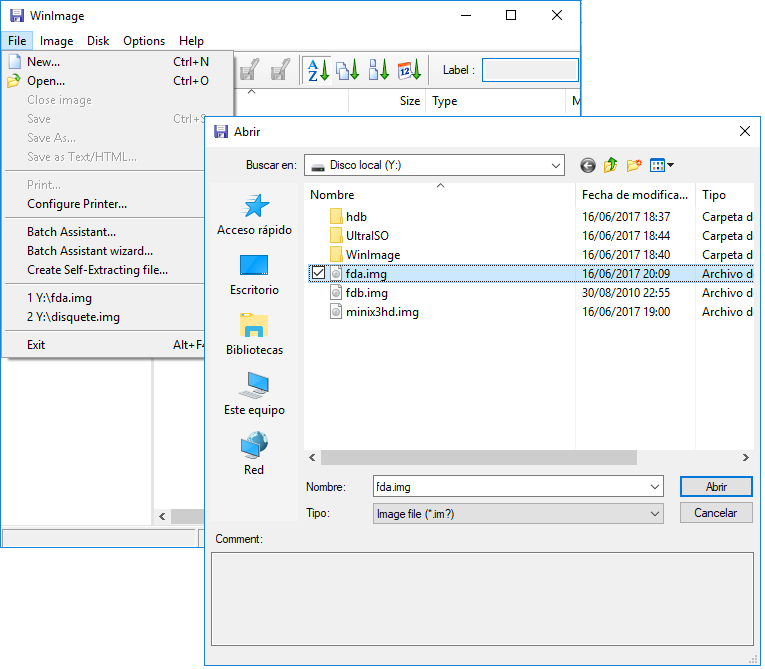 WinImage
File Image Disk Options Help
New... Ctrl+N
Open... Ctrl+O
Close image
Save Ctrl+S
Save As...
Save as Text/HTML...
Print...
Configure Printer...
Batch Assistant...
Batch Assistant wizard...
Create Self-Extracting file...
1 Y:\fda.img
2 Y:\disquete.img
Exit Alt+F4
A
Z
12
Label :
Size Type M
Abrir
Buscar en: Disco local (Y:)
Acceso rápido
Escritorio
Bibliotecas
Este equipo
Red
Nombre Fecha de modifica... Tipo
hdb 16/06/2017 18:37 Carpeta d
UltraISO 16/06/2017 18:44 Carpeta d
WinImage 16/06/2017 18:40 Carpeta d
fda.img 16/06/2017 20:09 Archivo d
fdb.img 30/08/2010 22:55 Archivo d
minix3hd.img 16/06/2017 19:00 Archivo d
Nombre: fda.img Abrir
Tipo: Image file (*.im?) Cancelar
Comment: